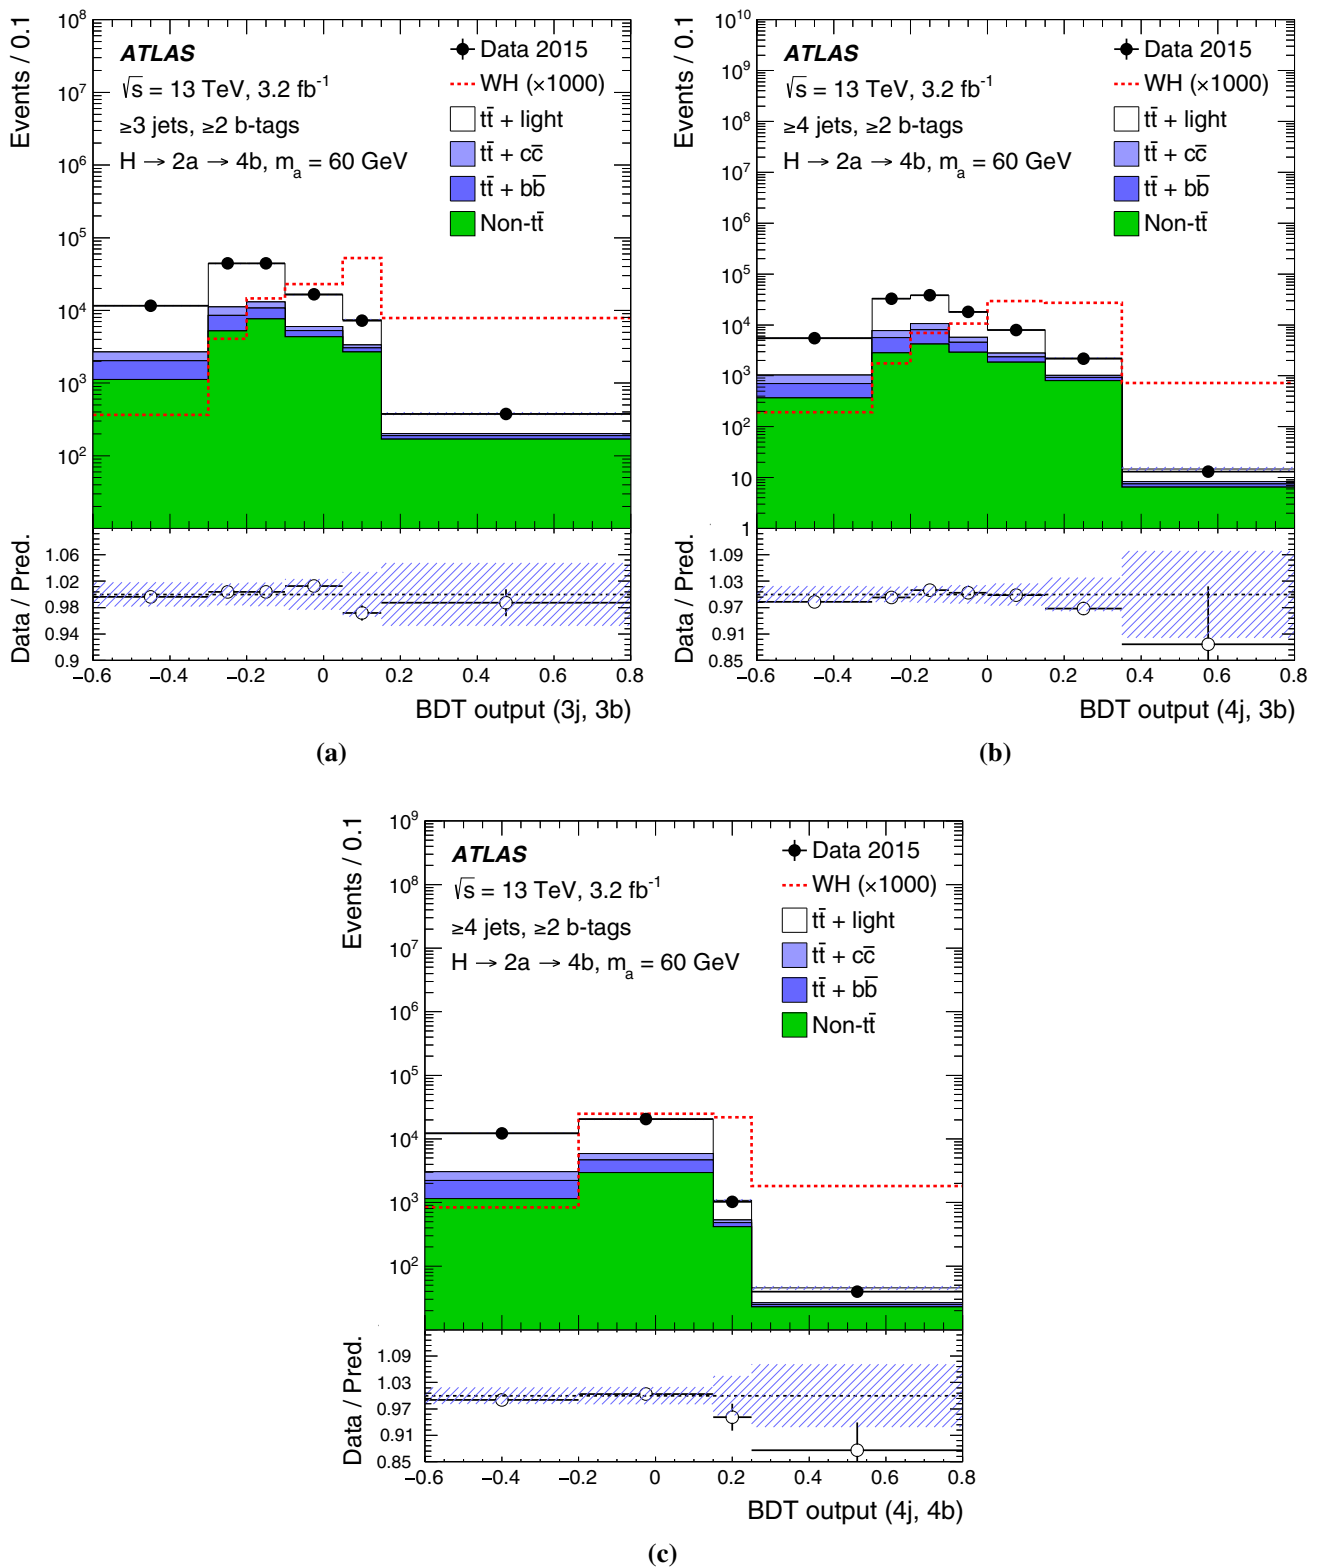 Events / 0.1
10⁸
10⁷
10⁶
10⁵
10⁴
10³
10²
ATLAS
√s = 13 TeV, 3.2 fb⁻¹
≥3 jets, ≥2 b-tags
H → 2a → 4b, mₐ = 60 GeV
Data 2015
WH (×1000)
tt̄ + light
tt̄ + cc̄
tt̄ + bb̄
Non-tt̄
Data / Pred.
1.06
1.02
0.98
0.94
0.9
−0.6 −0.4 −0.2 0 0.2 0.4 0.6 0.8
BDT output (3j, 3b)
(a)
Events / 0.1
10¹⁰
10⁹
10⁸
10⁷
10⁶
10⁵
10⁴
10³
10²
10
1
ATLAS
√s = 13 TeV, 3.2 fb⁻¹
≥4 jets, ≥2 b-tags
H → 2a → 4b, mₐ = 60 GeV
Data 2015
WH (×1000)
tt̄ + light
tt̄ + cc̄
tt̄ + bb̄
Non-tt̄
Data / Pred.
1.09
1.03
0.97
0.91
0.85
−0.6 −0.4 −0.2 0 0.2 0.4 0.6 0.8
BDT output (4j, 3b)
(b)
Events / 0.1
10⁹
10⁸
10⁷
10⁶
10⁵
10⁴
10³
10²
ATLAS
√s = 13 TeV, 3.2 fb⁻¹
≥4 jets, ≥2 b-tags
H → 2a → 4b, mₐ = 60 GeV
Data 2015
WH (×1000)
tt̄ + light
tt̄ + cc̄
tt̄ + bb̄
Non-tt̄
Data / Pred.
1.09
1.03
0.97
0.91
0.85
−0.6 −0.4 −0.2 0 0.2 0.4 0.6 0.8
BDT output (4j, 4b)
(c)